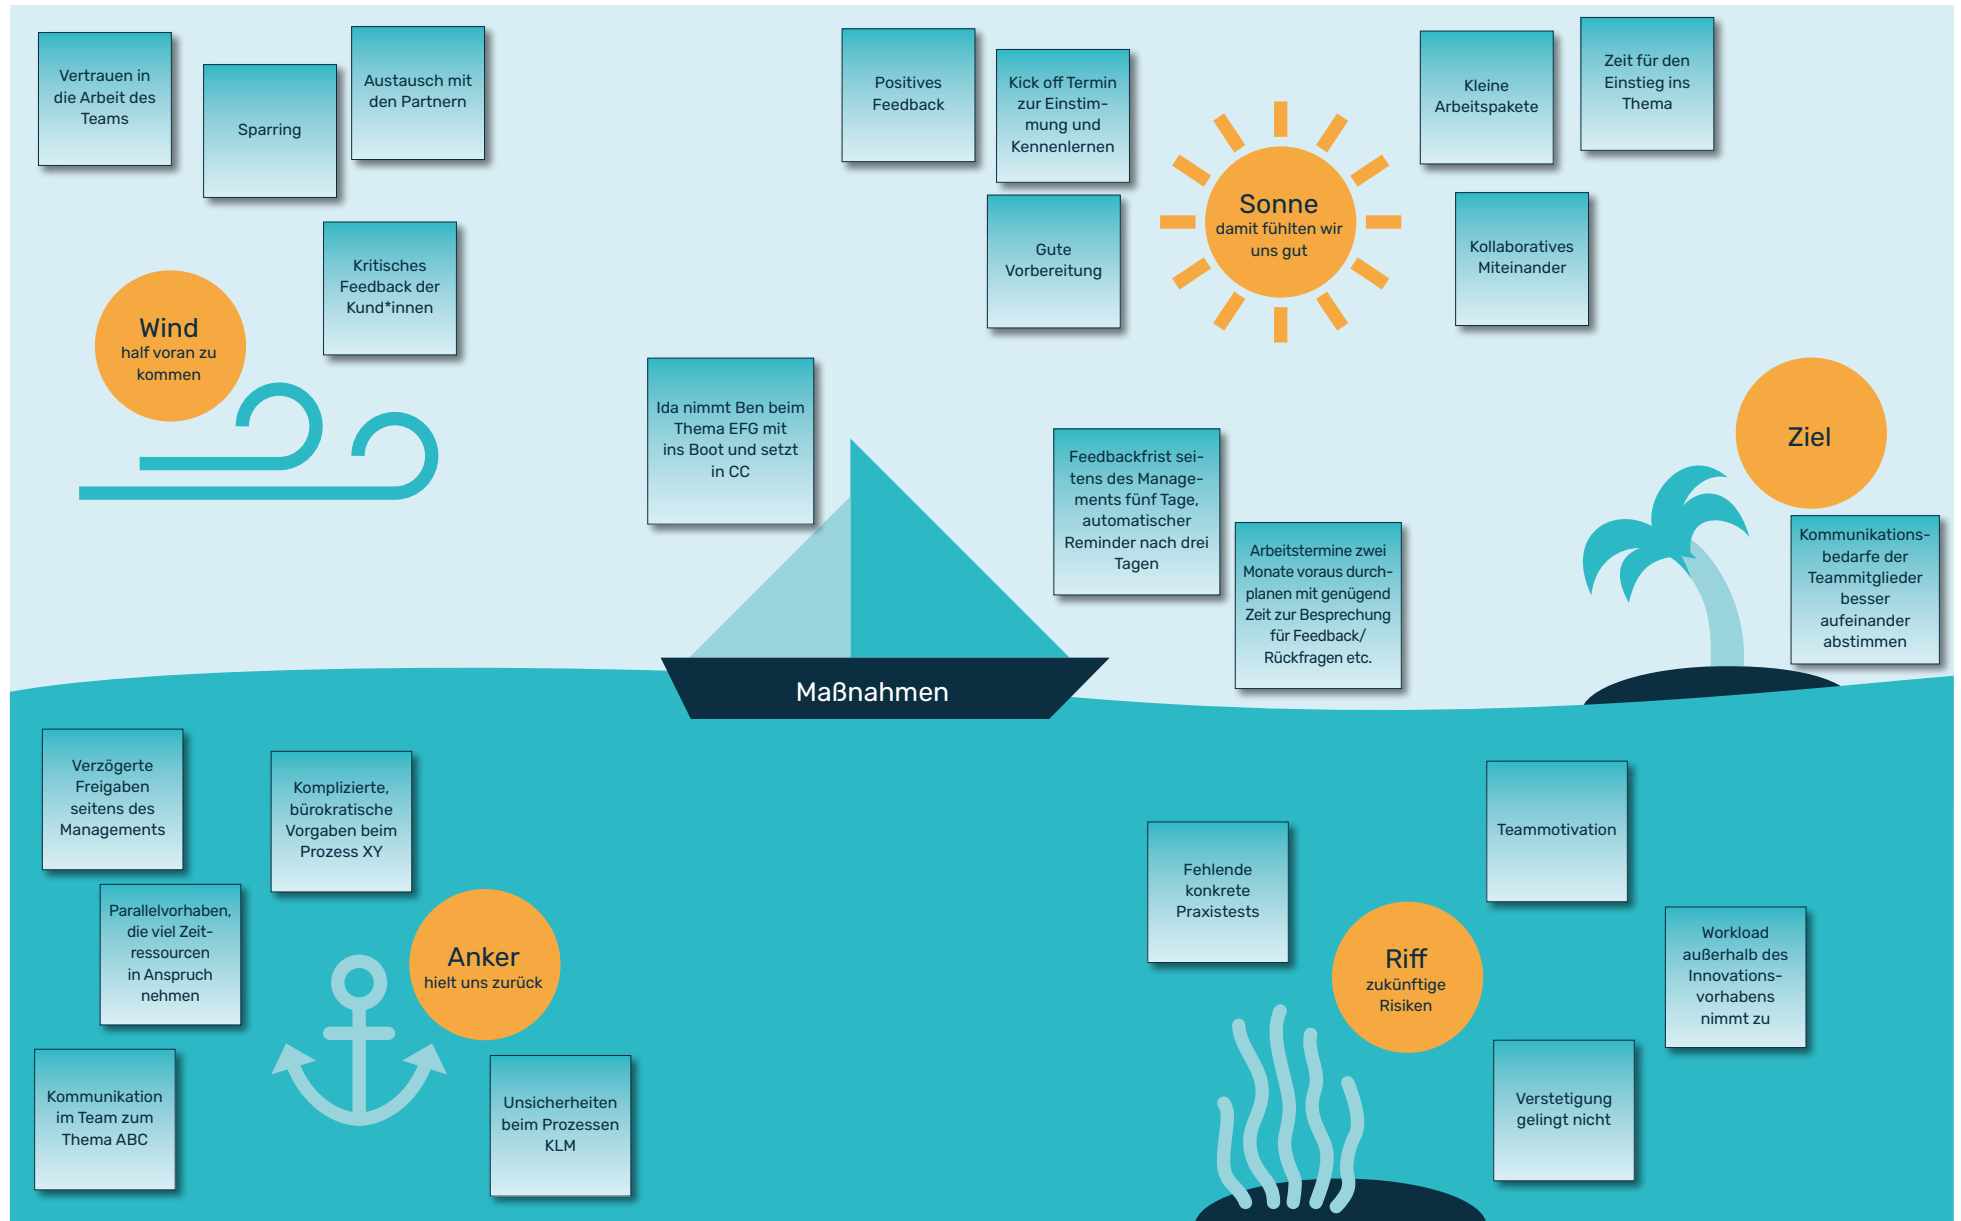 Vertrauen in
die Arbeit des
Teams
Sparring
Austausch mit
den Partnern
Kritisches
Feedback der
Kund*innen
Wind
half voran zu
kommen
Positives
Feedback
Kick off Termin
zur Einstim-
mung und
Kennenlernen
Gute
Vorbereitung
Sonne
damit fühlten wir
uns gut
Kleine
Arbeitspakete
Zeit für den
Einstieg ins
Thema
Kollaboratives
Miteinander
Ida nimmt Ben beim
Thema EFG mit
ins Boot und setzt
in CC
Feedbackfrist sei-
tens des Manage-
ments fünf Tage,
automatischer
Reminder nach drei
Tagen
Arbeitstermine zwei
Monate voraus durch-
planen mit genügend
Zeit zur Besprechung
für Feedback/
Rückfragen etc.
Maßnahmen
Ziel
Kommunikations-
bedarfe der
Teammitglieder
besser
aufeinander
abstimmen
Verzögerte
Freigaben
seitens des
Managements
Komplizierte,
bürokratische
Vorgaben beim
Prozess XY
Parallelvorhaben,
die viel Zeit-
ressourcen
in Anspruch
nehmen
Anker
hielt uns zurück
Kommunikation
im Team zum
Thema ABC
Unsicherheiten
beim Prozessen
KLM
Fehlende
konkrete
Praxistests
Teammotivation
Riff
zukünftige
Risiken
Workload
außerhalb des
Innovations-
vorhabens
nimmt zu
Verstetigung
gelingt nicht